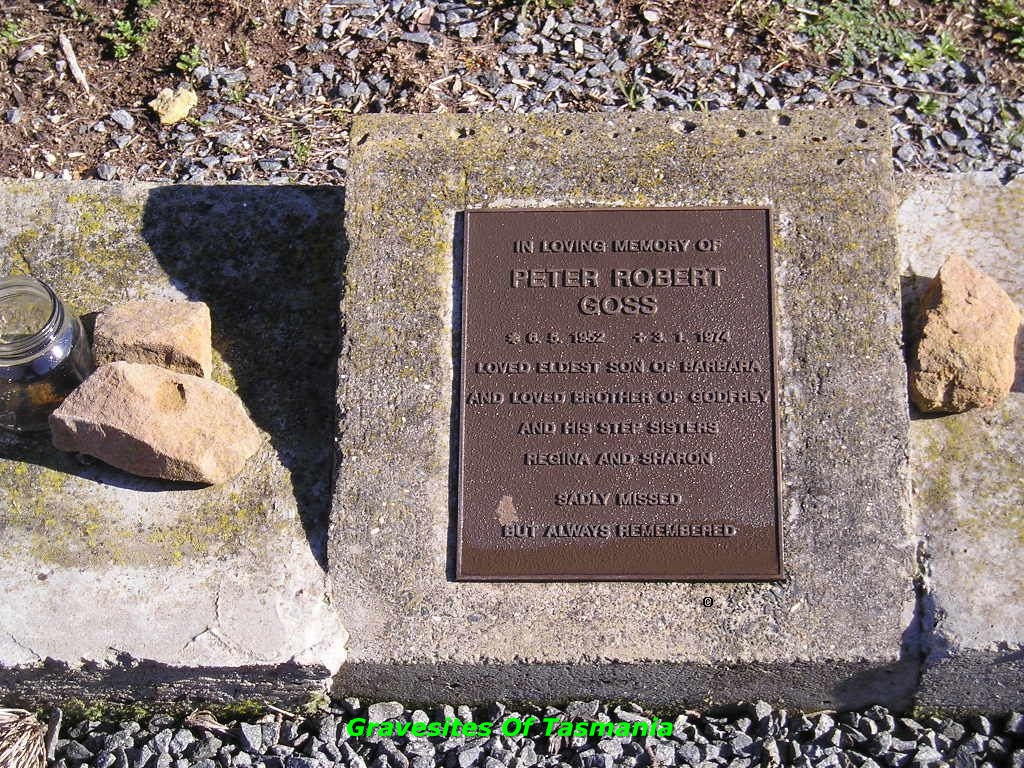 IN LOVING MEMORY OF
PETER ROBERT
GOSS
✲ 6. 5. 1952 ✢ 3. 1. 1974
LOVED ELDEST SON OF BARBARA
AND LOVED BROTHER OF GODFREY
AND HIS STEP SISTERS
REGINA AND SHARON
SADLY MISSED
BUT ALWAYS REMEMBERED
Gravesites Of Tasmania